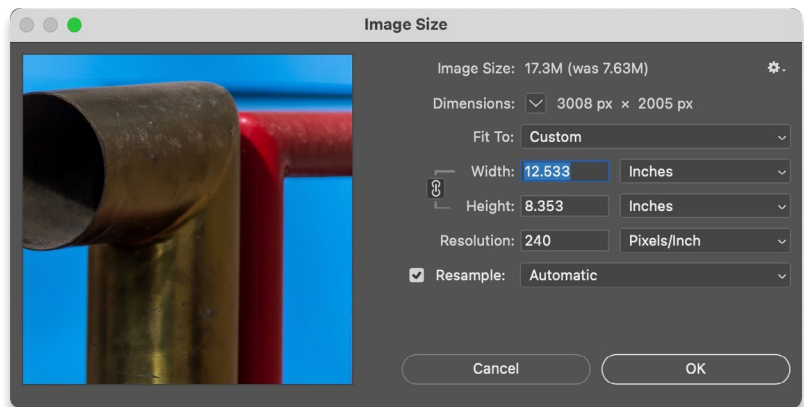 Image Size
Image Size: 17.3M (was 7.63M)
Dimensions: 3008 px × 2005 px
Fit To: Custom
Width: 12.533 Inches
Height: 8.353 Inches
Resolution: 240 Pixels/Inch
Resample: Automatic
Cancel OK